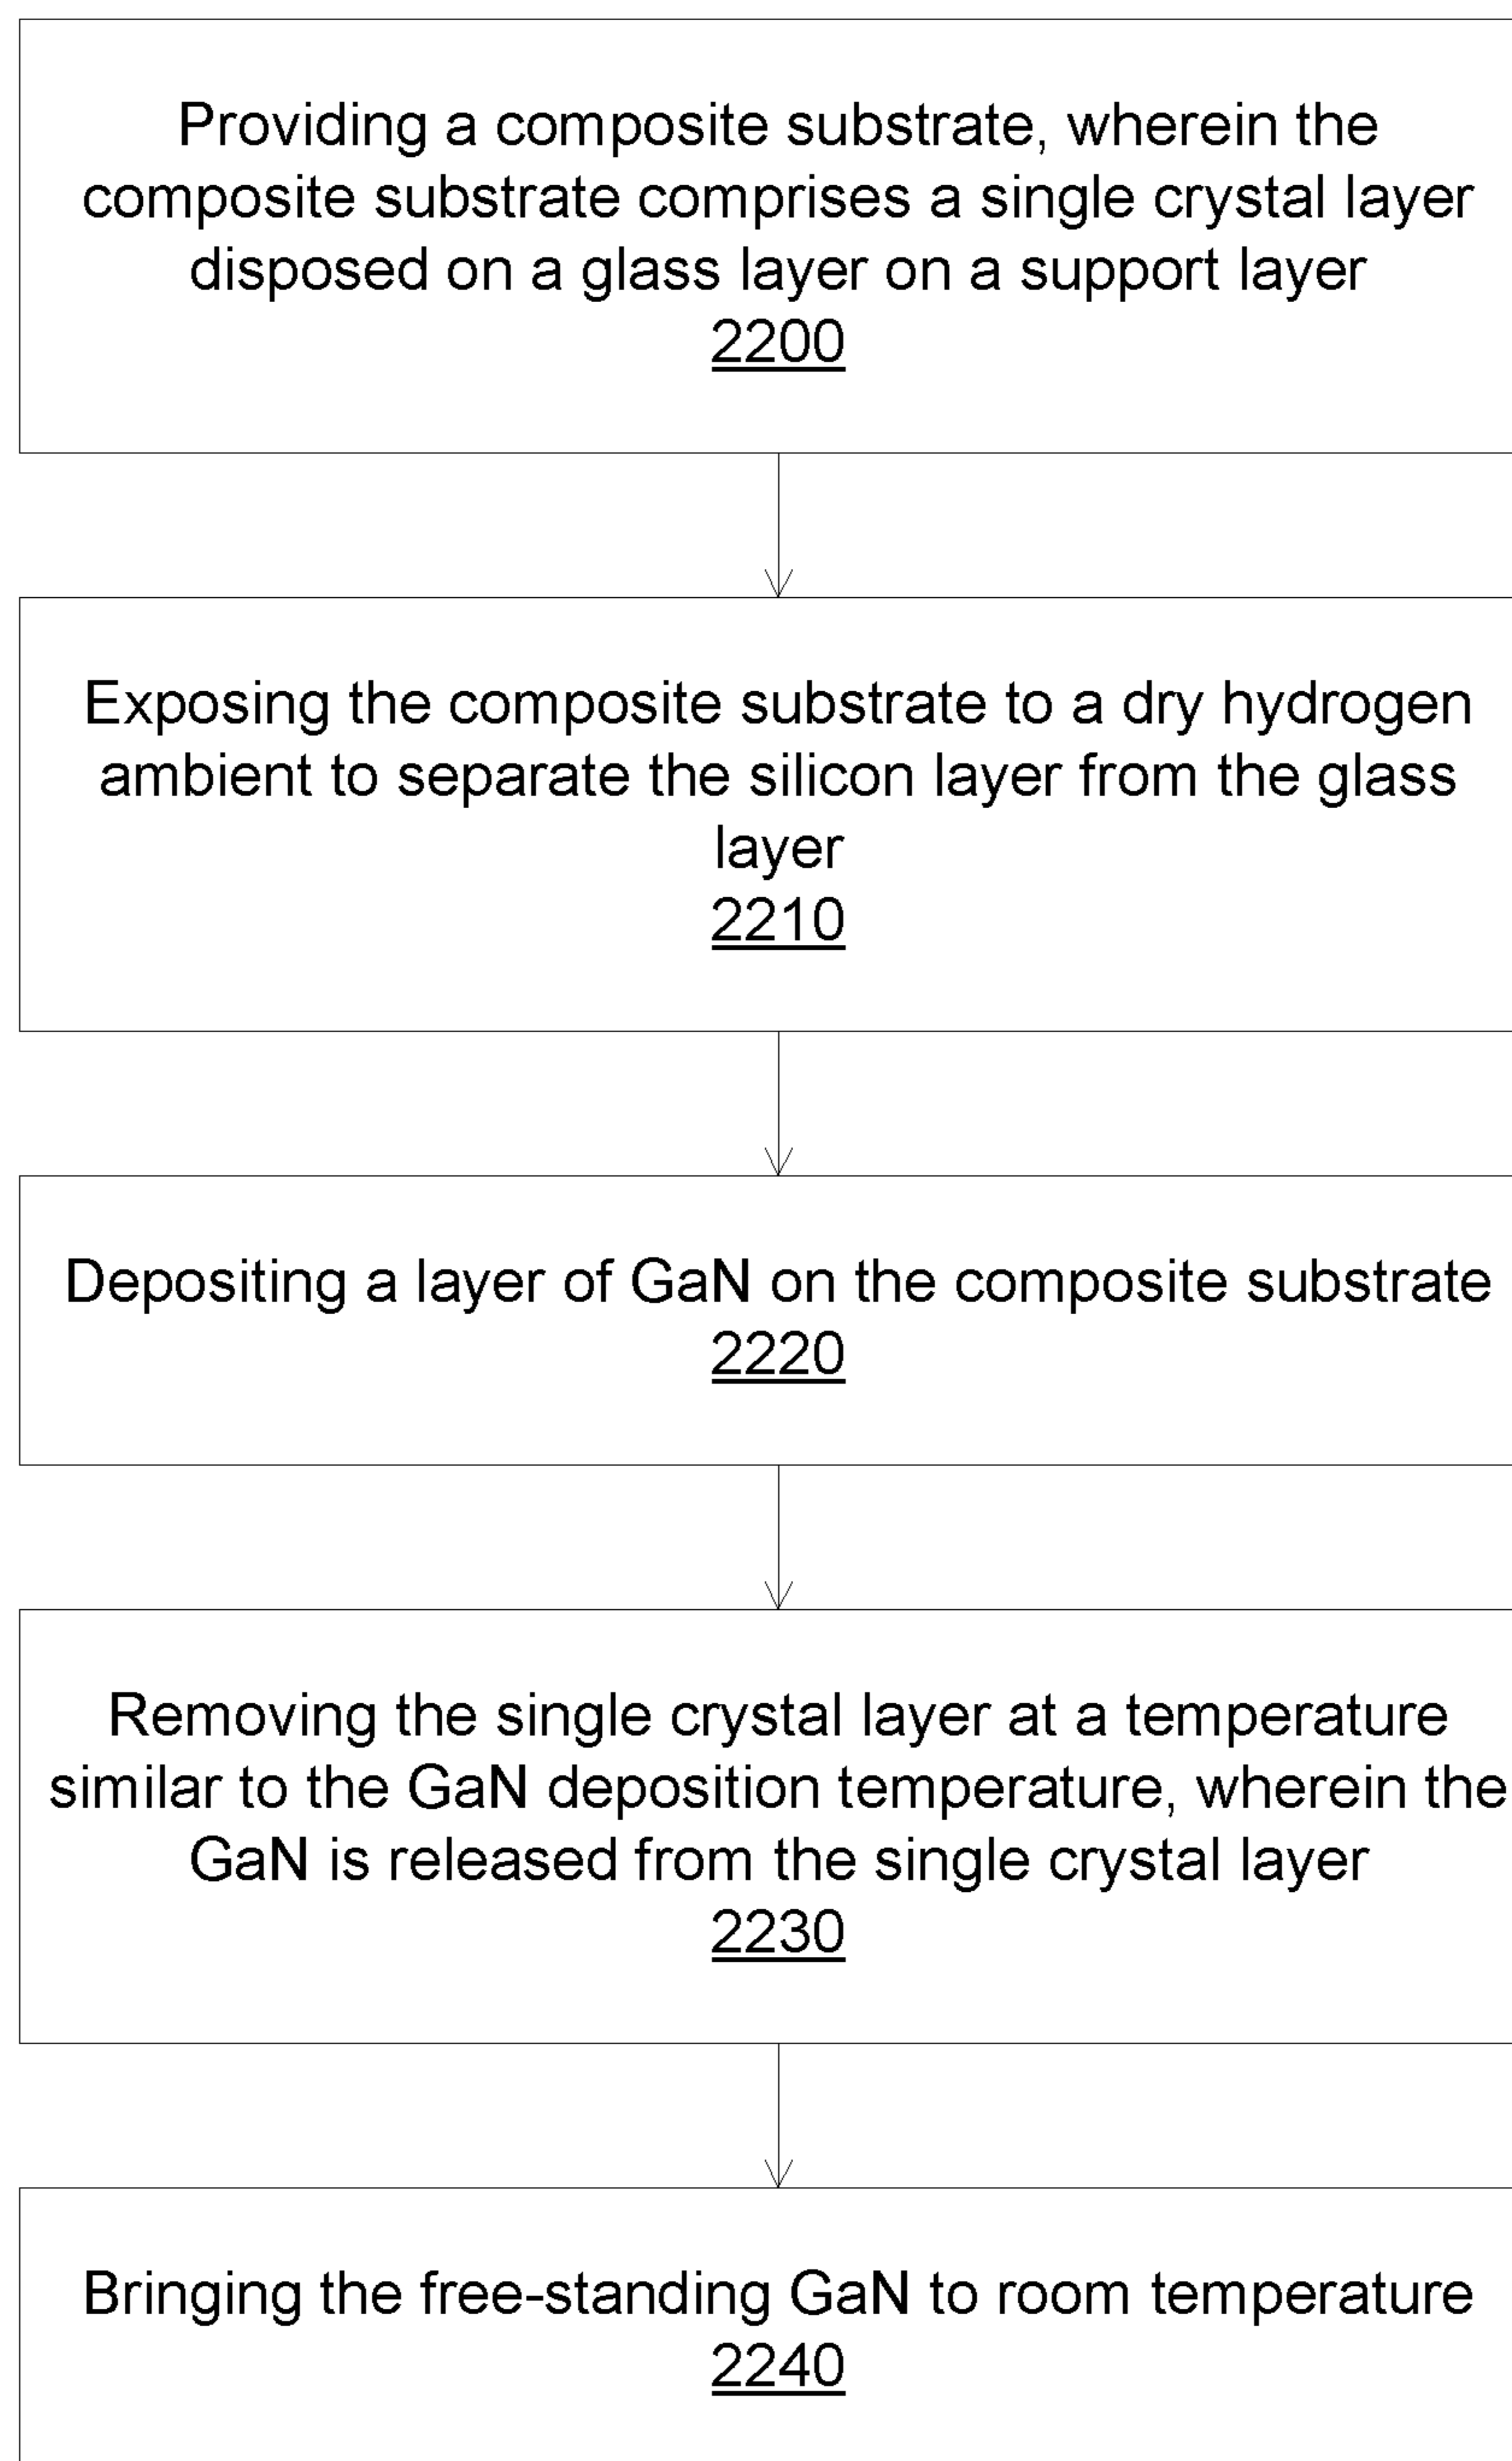 Providing a composite substrate, wherein the
composite substrate comprises a single crystal layer
disposed on a glass layer on a support layer
2200
Exposing the composite substrate to a dry hydrogen
ambient to separate the silicon layer from the glass
layer
2210
Depositing a layer of GaN on the composite substrate
2220
Removing the single crystal layer at a temperature
similar to the GaN deposition temperature, wherein the
GaN is released from the single crystal layer
2230
Bringing the free-standing GaN to room temperature
2240